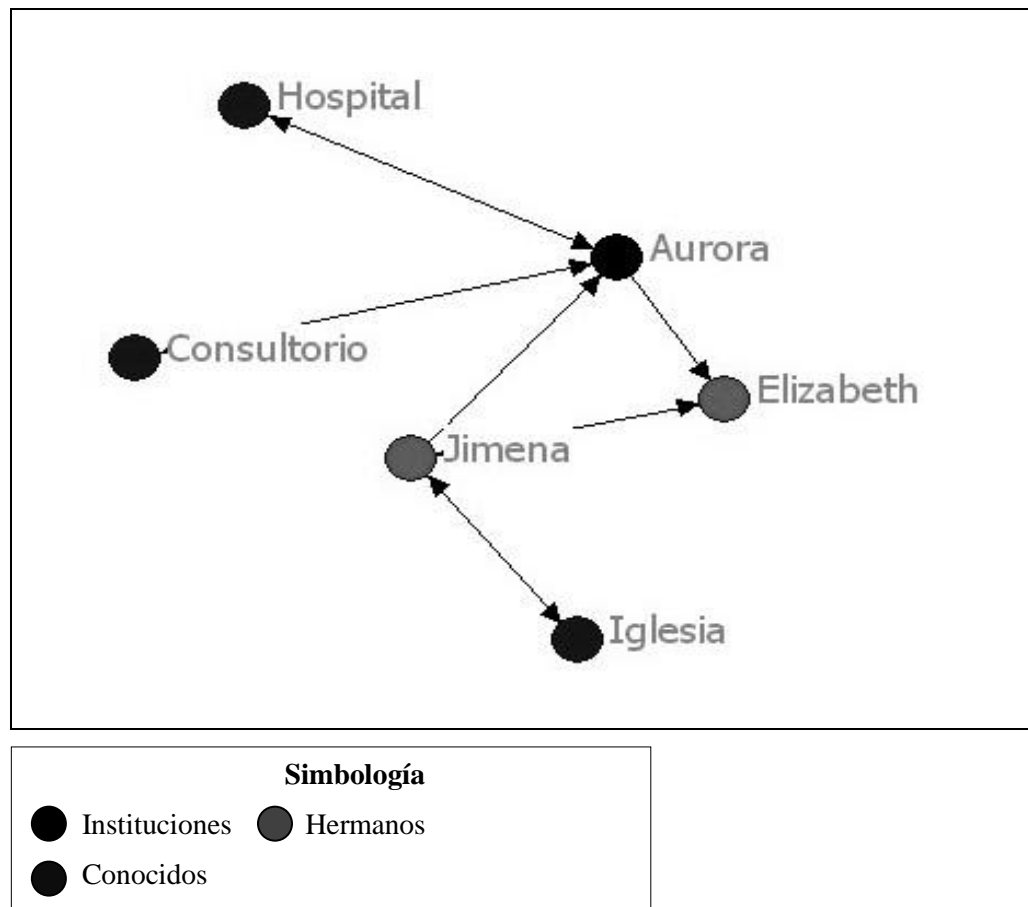 Hospital
Aurora
Consultorio
Elizabeth
Jimena
Iglesia
Simbología
Instituciones Hermanos
Conocidos